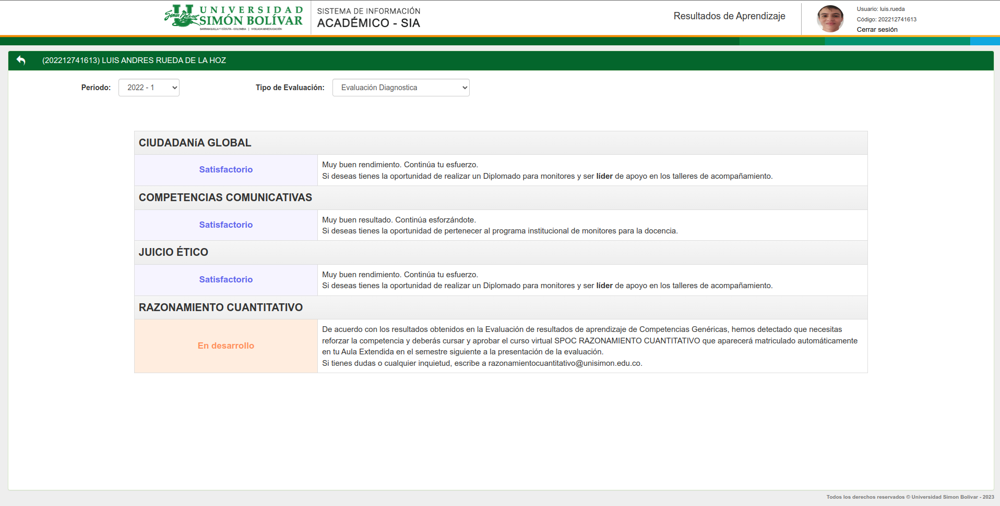 UNIVERSIDAD
SIMÓN BOLÍVAR
BARRANQUILLA Y CÚCUTA - COLOMBIA | VIGILADA MINEDUCACIÓN
SISTEMA DE INFORMACIÓN
ACADÉMICO - SIA
Resultados de Aprendizaje
Usuario: luis.rueda
Código: 202212741613
Cerrar sesión
(202212741613) LUIS ANDRES RUEDA DE LA HOZ
Periodo: 2022 - 1 Tipo de Evaluación: Evaluación Diagnostica
CIUDADANíA GLOBAL
Satisfactorio
Muy buen rendimiento. Continúa tu esfuerzo.
Si deseas tienes la oportunidad de realizar un Diplomado para monitores y ser líder de apoyo en los talleres de acompañamiento.
COMPETENCIAS COMUNICATIVAS
Satisfactorio
Muy buen resultado. Continúa esforzándote.
Si deseas tienes la oportunidad de pertenecer al programa institucional de monitores para la docencia.
JUICIO ÉTICO
Satisfactorio
Muy buen rendimiento. Continúa tu esfuerzo.
Si deseas tienes la oportunidad de realizar un Diplomado para monitores y ser líder de apoyo en los talleres de acompañamiento.
RAZONAMIENTO CUANTITATIVO
En desarrollo
De acuerdo con los resultados obtenidos en la Evaluación de resultados de aprendizaje de Competencias Genéricas, hemos detectado que necesitas
reforzar la competencia y deberás cursar y aprobar el curso virtual SPOC RAZONAMIENTO CUANTITATIVO que aparecerá matriculado automáticamente
en tu Aula Extendida en el semestre siguiente a la presentación de la evaluación.
Si tienes dudas o cualquier inquietud, escribe a razonamientocuantitativo@unisimon.edu.co.
Todos los derechos reservados © Universidad Simon Bolivar - 2023